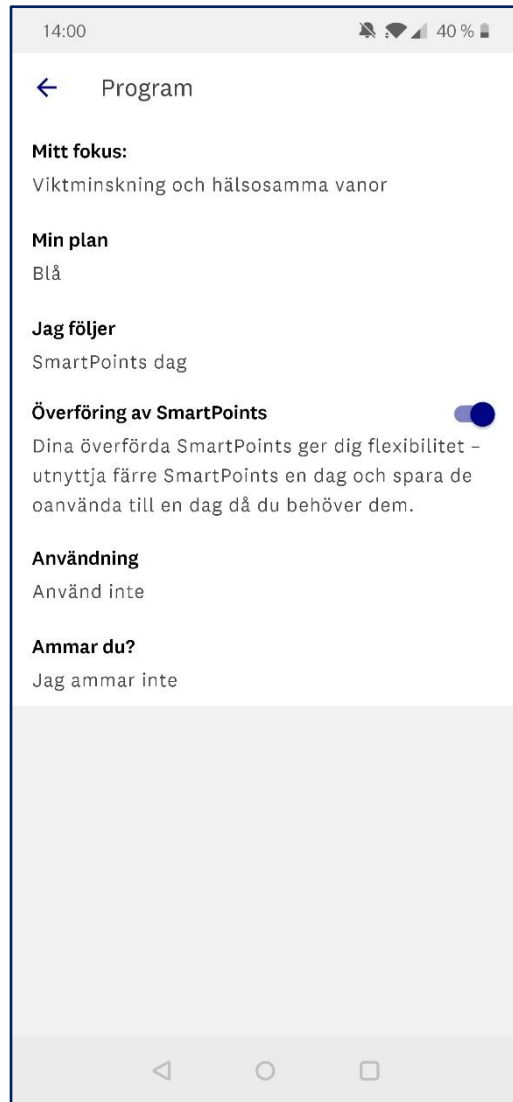 14:00 40 %
Program
Mitt fokus:
Viktminskning och hälsosamma vanor
Min plan
Blå
Jag följer
SmartPoints dag
Överföring av SmartPoints
Dina överförda SmartPoints ger dig flexibilitet –
utnyttja färre SmartPoints en dag och spara de
oanvända till en dag då du behöver dem.
Användning
Använd inte
Ammar du?
Jag ammar inte